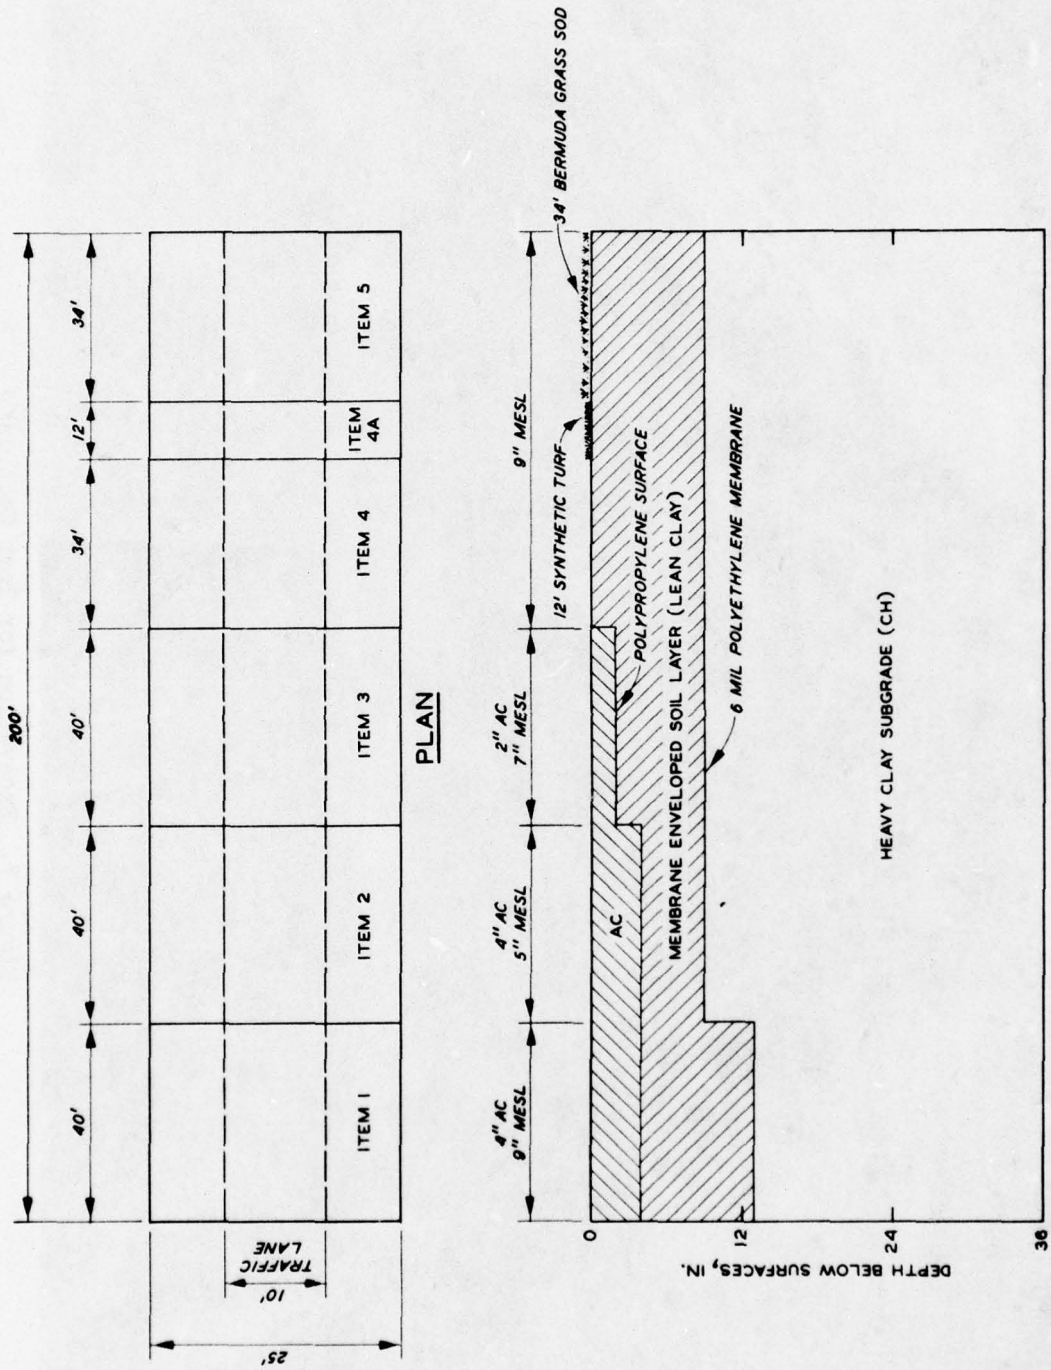 200'
40'
40'
40'
34'
12'
34'
25'
10'
TRAFFIC
LANE
ITEM 1
ITEM 2
ITEM 3
ITEM 4
ITEM
4A
ITEM 5
PLAN
4" AC
9" MESL
4" AC
5" MESL
2" AC
7" MESL
9" MESL
12' SYNTHETIC TURF
34' BERMUDA GRASS SOD
AC
POLYPROPYLENE SURFACE
MEMBRANE ENVELOPED SOIL LAYER (LEAN CLAY)
6 MIL POLYETHYLENE MEMBRANE
HEAVY CLAY SUBGRADE (CH)
DEPTH BELOW SURFACES, IN.
0
12
24
36